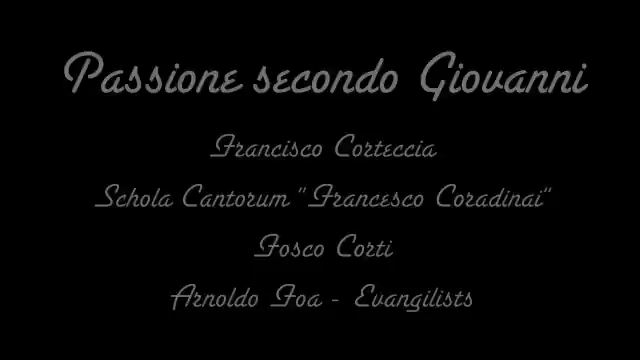 Passione secondo Giovanni
Francisco Corteccia
Schola Cantorum "Francesco Coradinai"
Fosco Corti
Arnoldo Foa - Evangilists